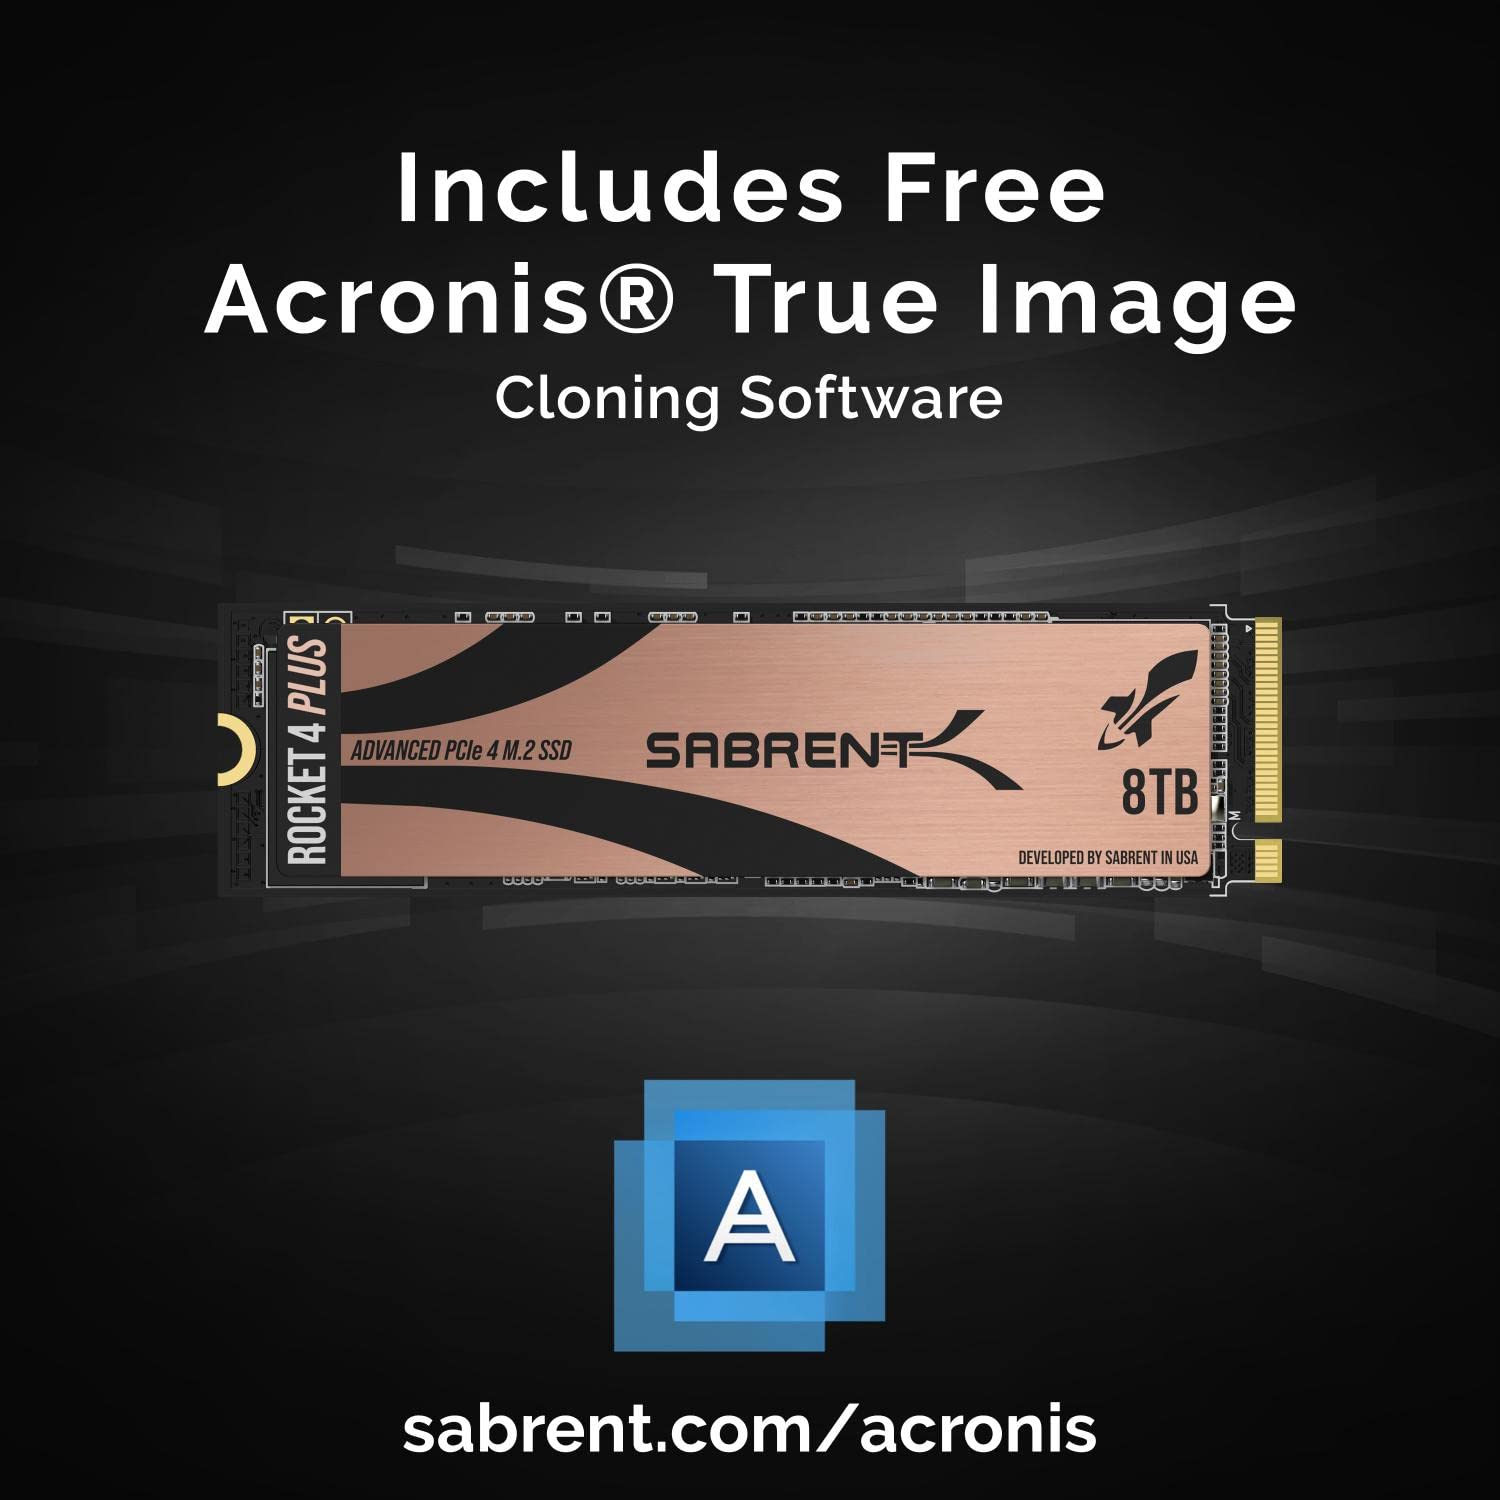 Includes Free
Acronis® True Image
Cloning Software
ROCKET 4 PLUS
ADVANCED PCIe 4 M.2 SSD
SABRENT
8TB
DEVELOPED BY SABRENT IN USA
M
A
sabrent.com/acronis